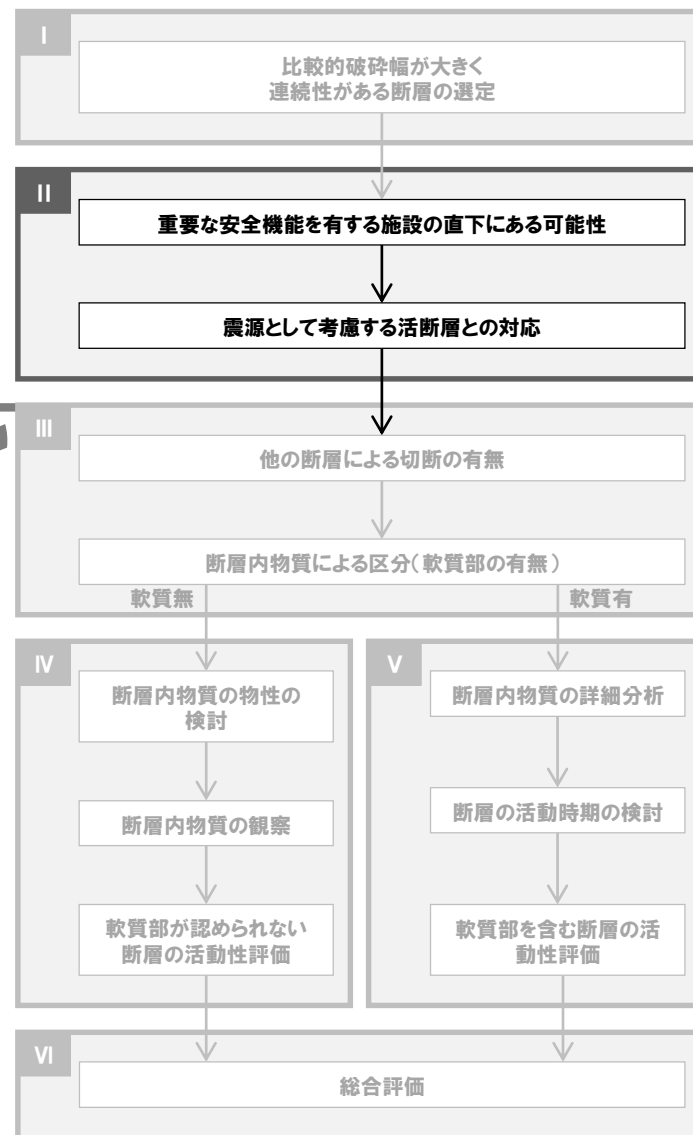 I
比較的破砕幅が大きく
連続性がある断層の選定
II
重要な安全機能を有する施設の直下にある可能性
震源として考慮する活断層との対応
III
他の断層による切断の有無
断層内物質による区分(軟質部の有無)
軟質無
軟質有
IV
断層内物質の物性の
検討
断層内物質の観察
軟質部が認められない
断層の活動性評価
V
断層内物質の詳細分析
断層の活動時期の検討
軟質部を含む断層の活
動性評価
VI
総合評価